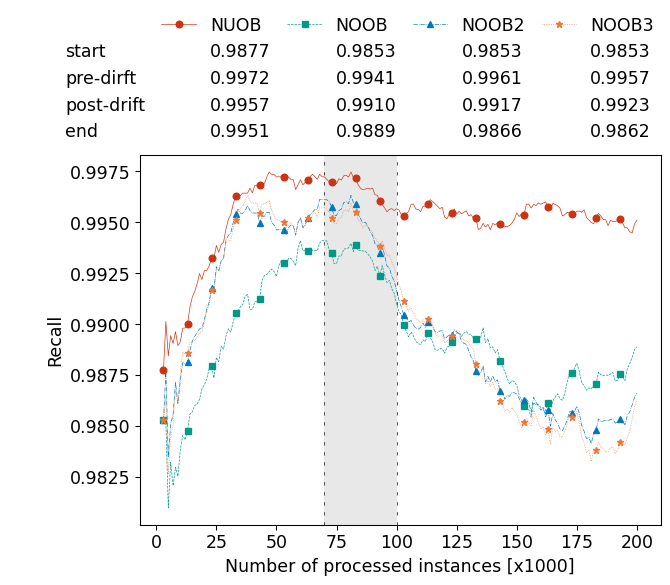 NUOB NOOB NOOB2 NOOB3
start 0.9877 0.9853 0.9853 0.9853
pre-dirft 0.9972 0.9941 0.9961 0.9957
post-drift 0.9957 0.9910 0.9917 0.9923
end 0.9951 0.9889 0.9866 0.9862
0.9975
0.9950
0.9925
0.9900
0.9875
0.9850
0.9825
Recall
0 25 50 75 100 125 150 175 200
Number of processed instances [x1000]